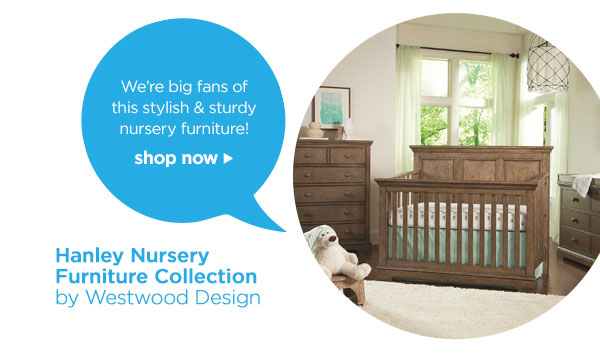 We're big fans of
this stylish & sturdy
nursery furniture!
shop now ▶
Hanley Nursery
Furniture Collection
by Westwood Design